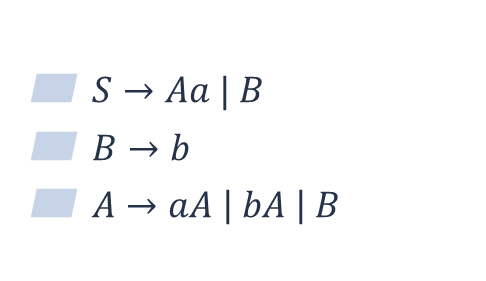 S → Aa | B
B → b
A → aA | bA | B